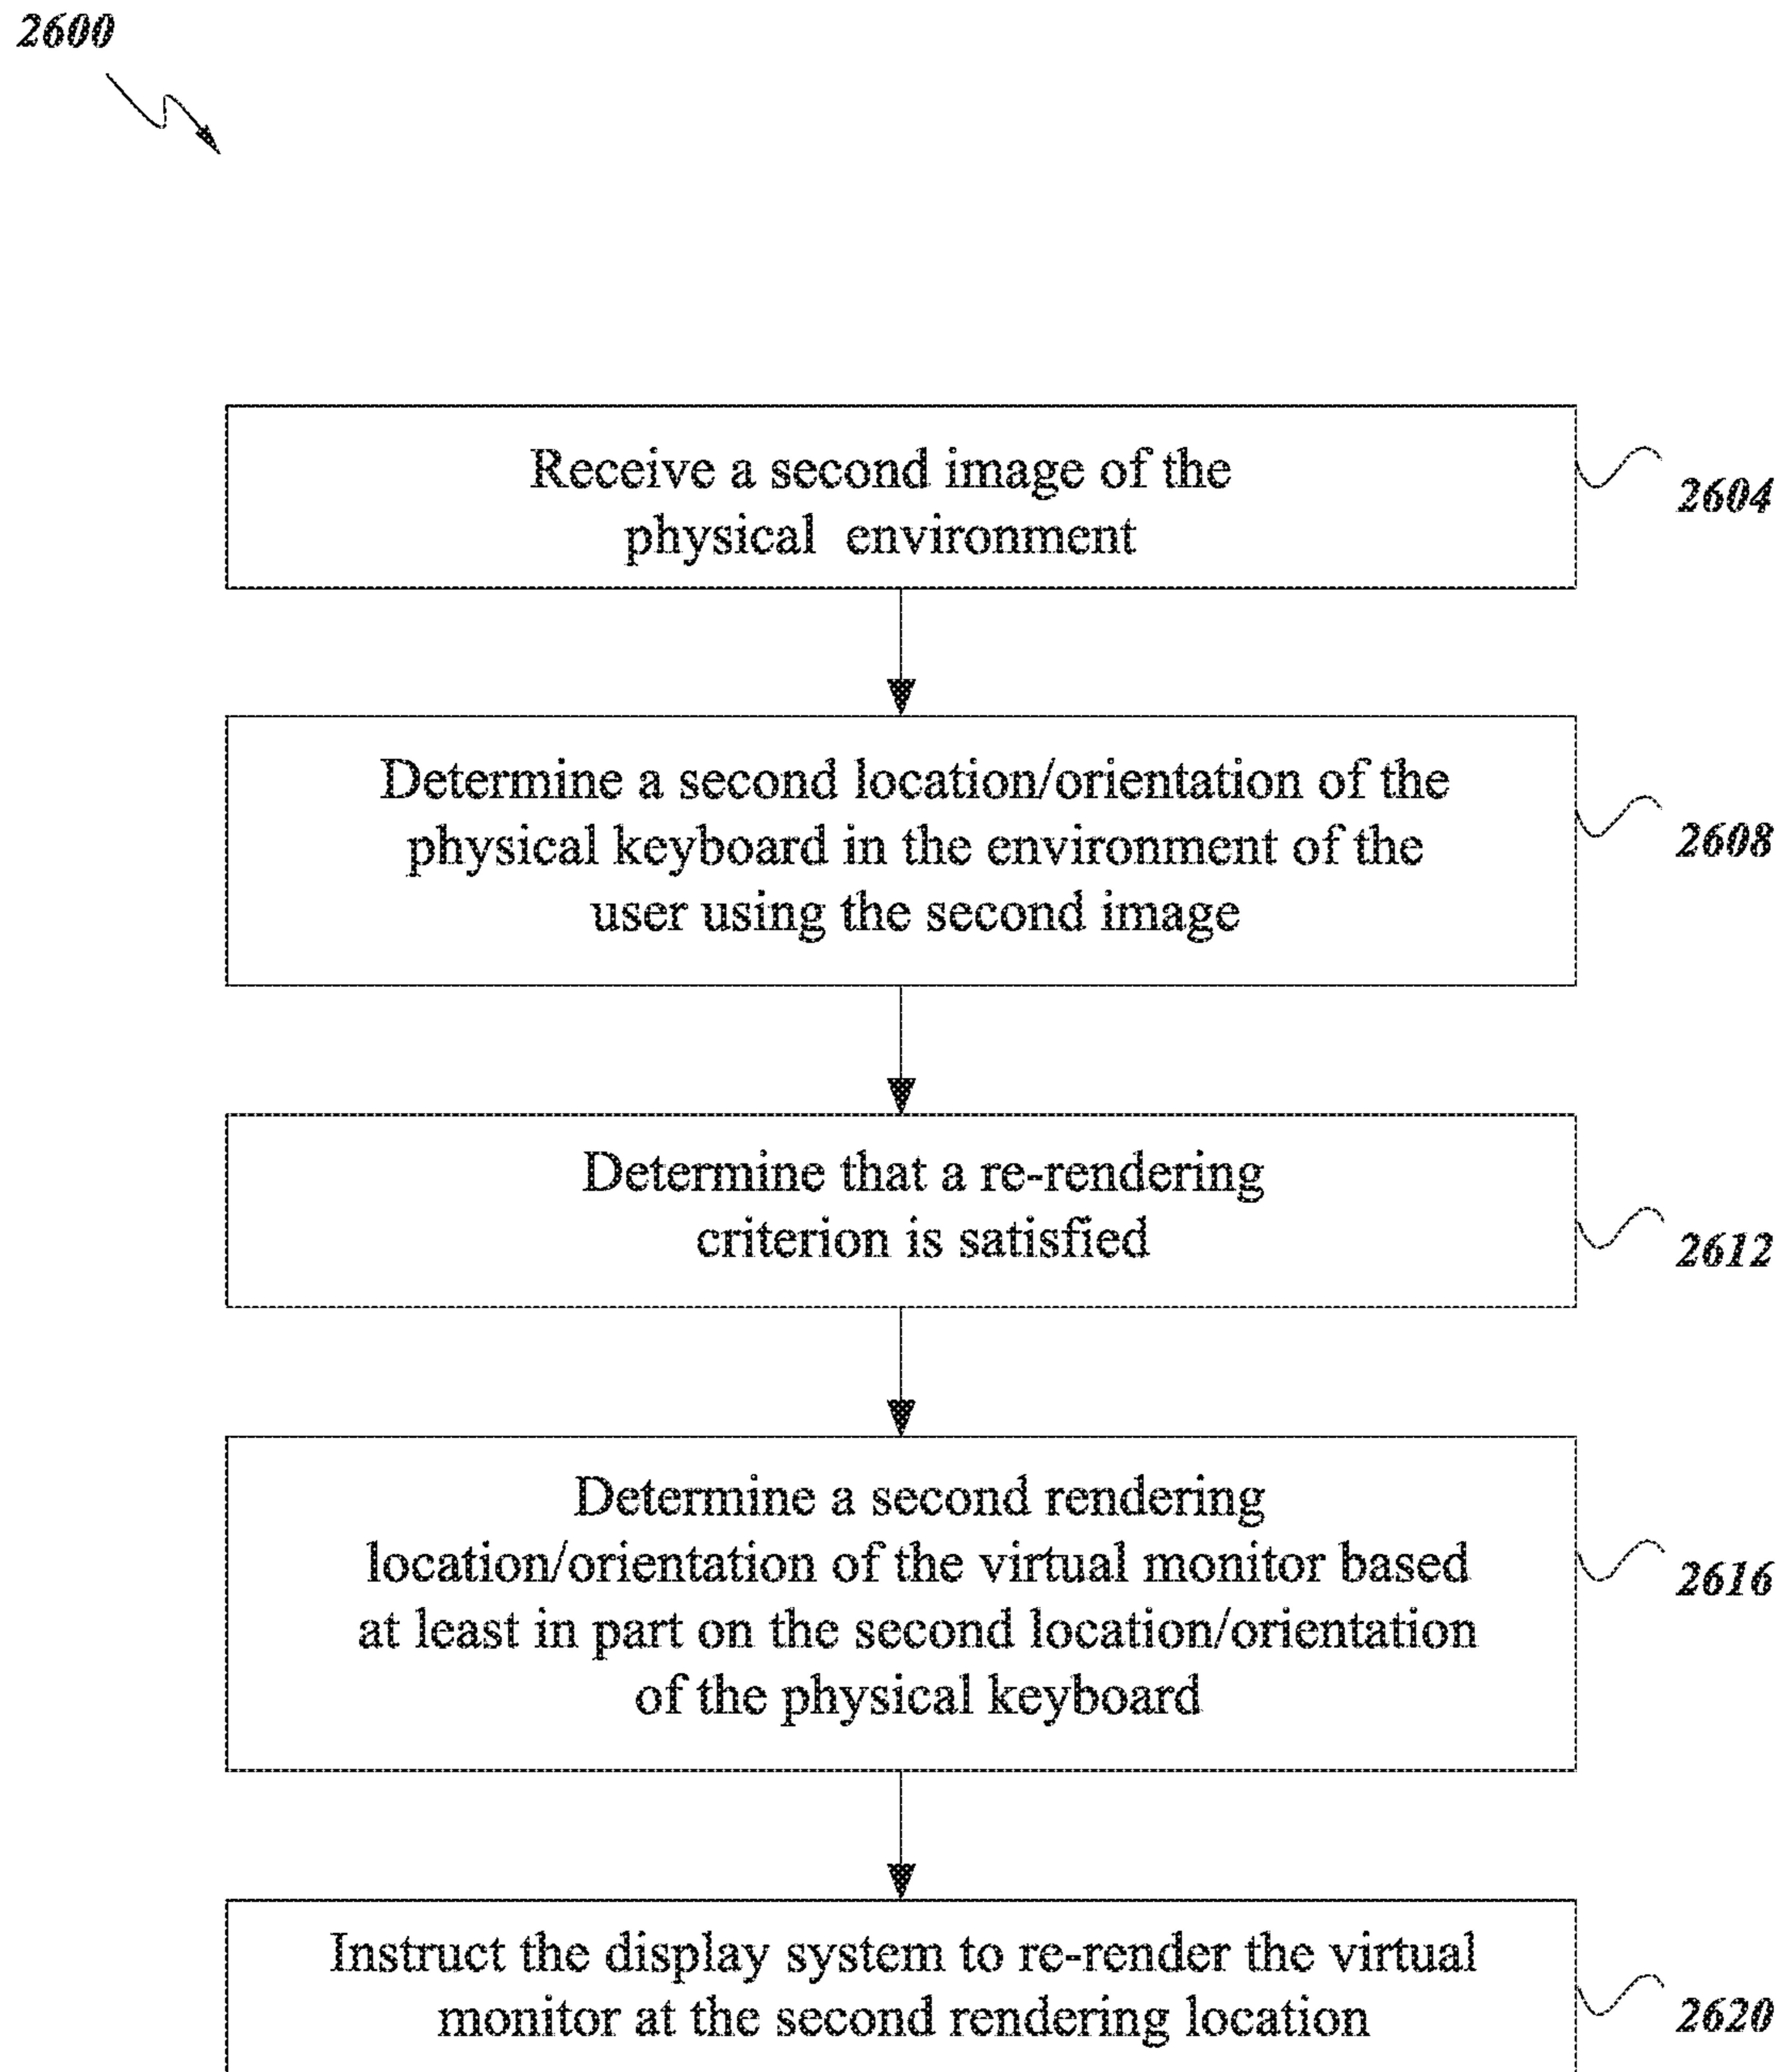 2600
Receive a second image of the
physical environment
2604
Determine a second location/orientation of the
physical keyboard in the environment of the
user using the second image
2608
Determine that a re-rendering
criterion is satisfied
2612
Determine a second rendering
location/orientation of the virtual monitor based
at least in part on the second location/orientation
of the physical keyboard
2616
Instruct the display system to re-render the virtual
monitor at the second rendering location
2620